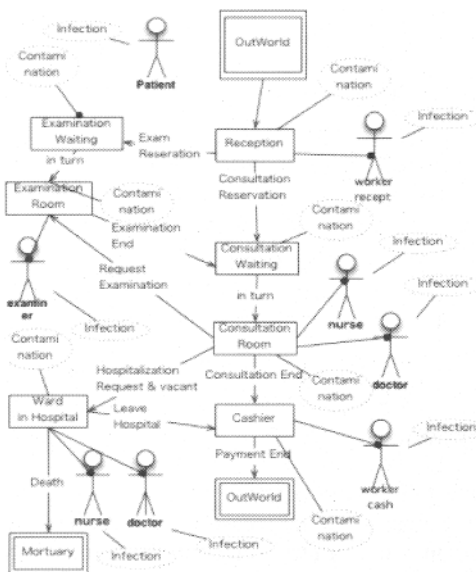 Infection
OutWorld
Contami
nation
Patient
Contami
nation
Examination
Waiting
Exam
Reseration
Reception
Infection
in turn
Consultation
Reservation
worker
recept
Examination
Room
Contami
nation
Examination
End
Contami
nation
Consultation
Waiting
Infection
Request
Examination
in turn
nurse
Infection
examin
er
Infection
Consultation
Room
Contami
nation
Hospitalization
Request & vacant
Consultation End
Contami
nation
doctor
Ward
in Hospital
Leave
Hospital
Cashier
Infection
Payment End
Death
worker
cash
nurse
doctor
OutWorld
Contami
nation
Mortuary
Infection
Infection